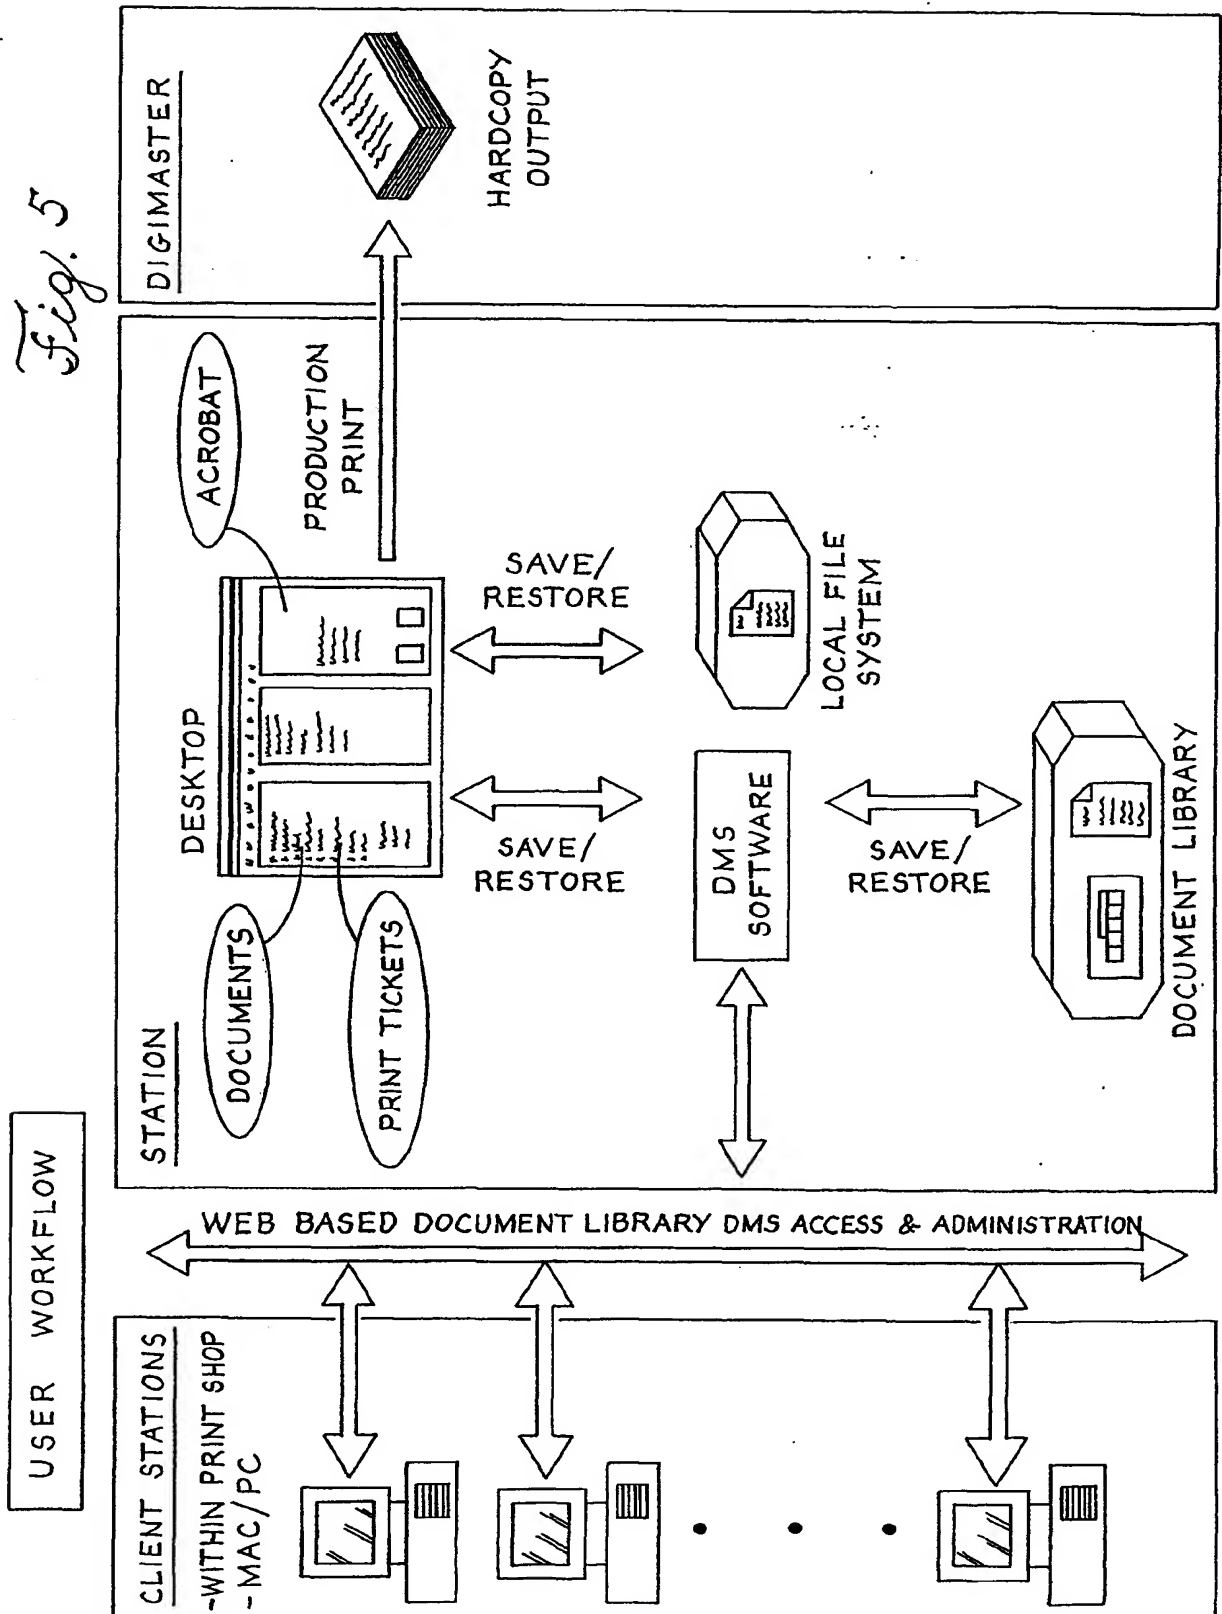 Fig. 5
USER WORKFLOW
CLIENT STATIONS
-WITHIN PRINT SHOP
-MAC/PC
WEB BASED DOCUMENT LIBRARY DMS ACCESS & ADMINISTRATION
STATION
DOCUMENTS
PRINT TICKETS
DESKTOP
ACROBAT
PRODUCTION
PRINT
SAVE/
RESTORE
SAVE/
RESTORE
DMS
SOFTWARE
LOCAL FILE
SYSTEM
SAVE/
RESTORE
DOCUMENT LIBRARY
DIGIMASTER
HARDCOPY
OUTPUT